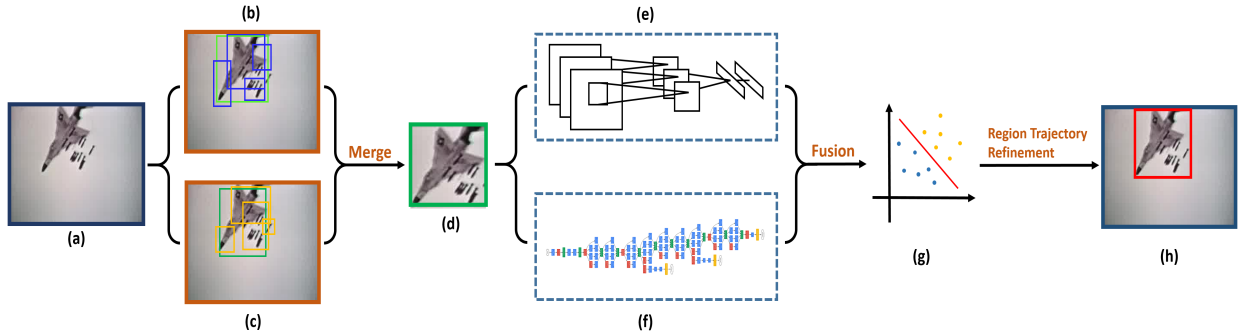 (b)
(e)
(a)
Merge
(d)
Fusion
(g)
Region Trajectory
Refinement
(h)
(c)
(f)